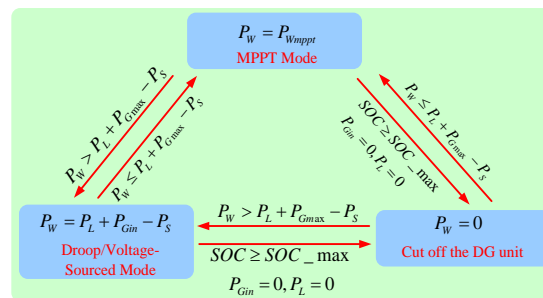 P_W = P_Wmppt
MPPT Mode
P_W > P_L + P_Gmax − P_S
P_W ≤ P_L + P_Gmax − P_S
SOC ≥ SOC _ max
P_Gin = 0, P_L = 0
P_W ≤ P_L + P_Gmax − P_S
P_W = P_L + P_Gin − P_S
Droop/Voltage-
Sourced Mode
P_W > P_L + P_Gmax − P_S
SOC ≥ SOC _ max
P_Gin = 0, P_L = 0
P_W = 0
Cut off the DG unit